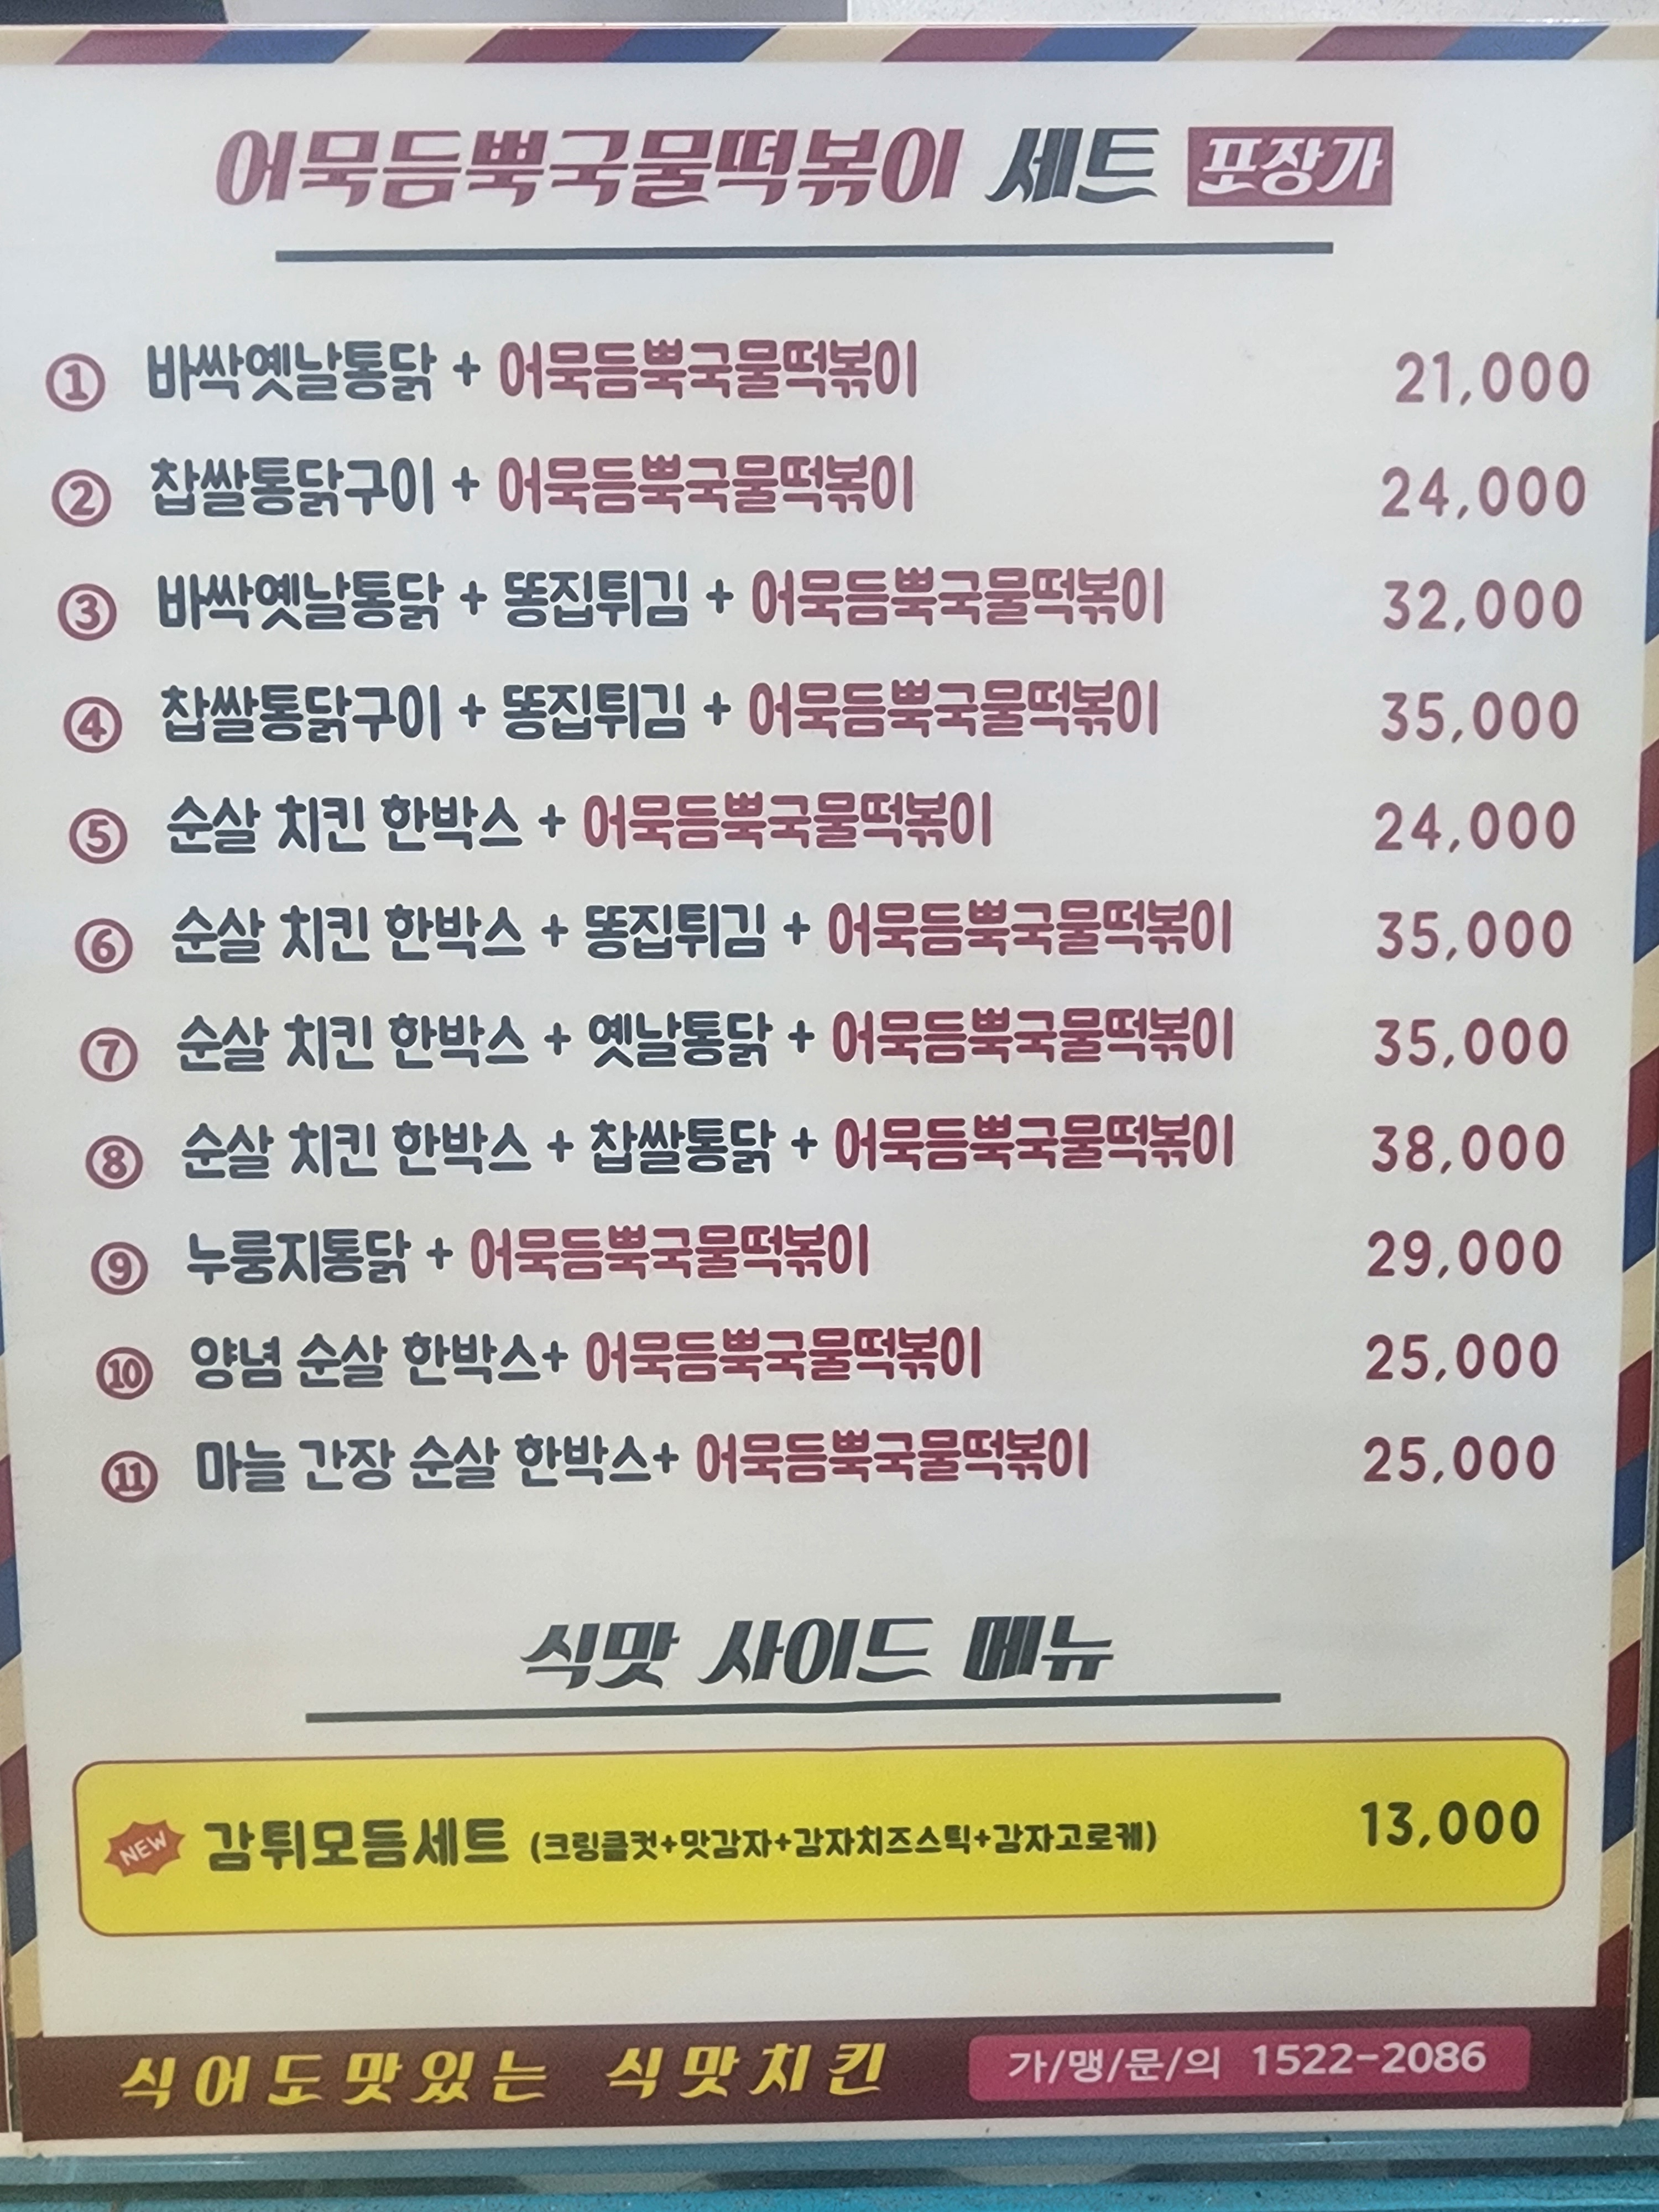 어묵듬뿍국물떡볶이 세트 포장가
① 바싹옛날통닭 + 어묵듬뿍국물떡볶이 21,000
② 찹쌀통닭구이 + 어묵듬뿍국물떡볶이 24,000
③ 바싹옛날통닭 + 똥집튀김 + 어묵듬뿍국물떡볶이 32,000
④ 찹쌀통닭구이 + 똥집튀김 + 어묵듬뿍국물떡볶이 35,000
⑤ 순살 치킨 한박스 + 어묵듬뿍국물떡볶이 24,000
⑥ 순살 치킨 한박스 + 똥집튀김 + 어묵듬뿍국물떡볶이 35,000
⑦ 순살 치킨 한박스 + 옛날통닭 + 어묵듬뿍국물떡볶이 35,000
⑧ 순살 치킨 한박스 + 찹쌀통닭 + 어묵듬뿍국물떡볶이 38,000
⑨ 누룽지통닭 + 어묵듬뿍국물떡볶이 29,000
⑩ 양념 순살 한박스+ 어묵듬뿍국물떡볶이 25,000
⑪ 마늘 간장 순살 한박스+ 어묵듬뿍국물떡볶이 25,000
식맛 사이드 메뉴
NEW 감튀모듬세트 (크링클컷+맛감자+감자치즈스틱+감자고로케) 13,000
식어도맛있는 식맛치킨 가/맹/문/의 1522-2086